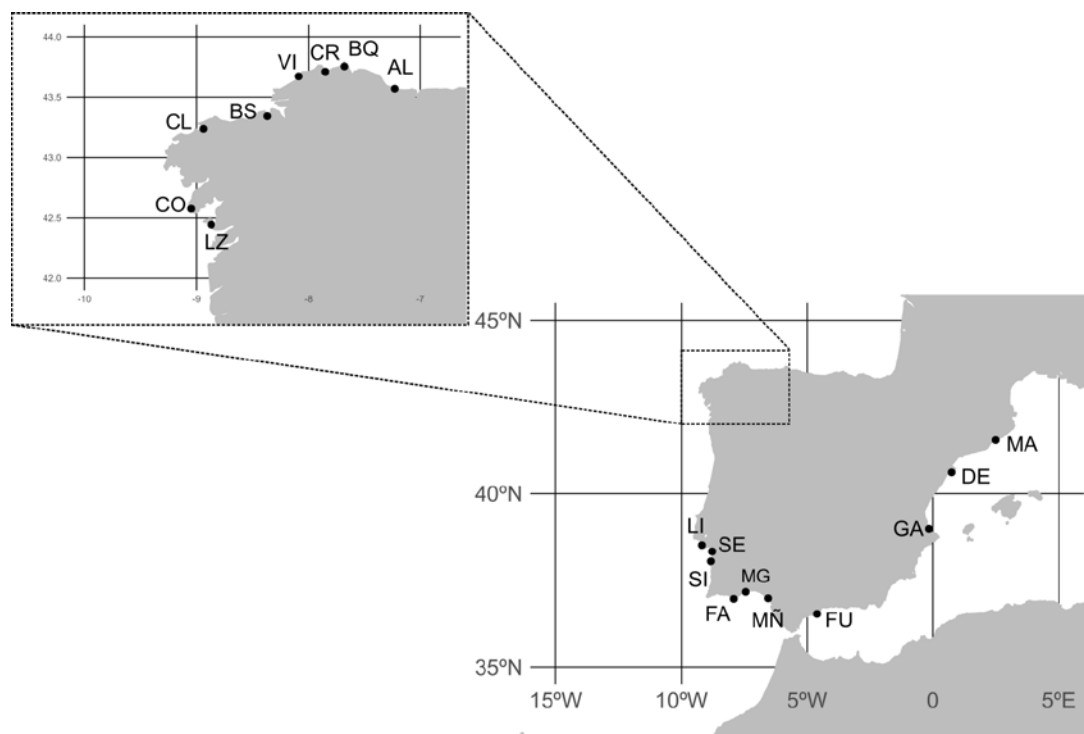 44.0
VI
CR
BQ
AL
43.5
CL
BS
43.0
CO
42.5
LZ
42.0
-10
-9
-8
-7
45ºN
MA
DE
40ºN
GA
LI
SE
SI
MG
FA
MÑ
FU
35ºN
15ºW
10ºW
5ºW
0
5ºE